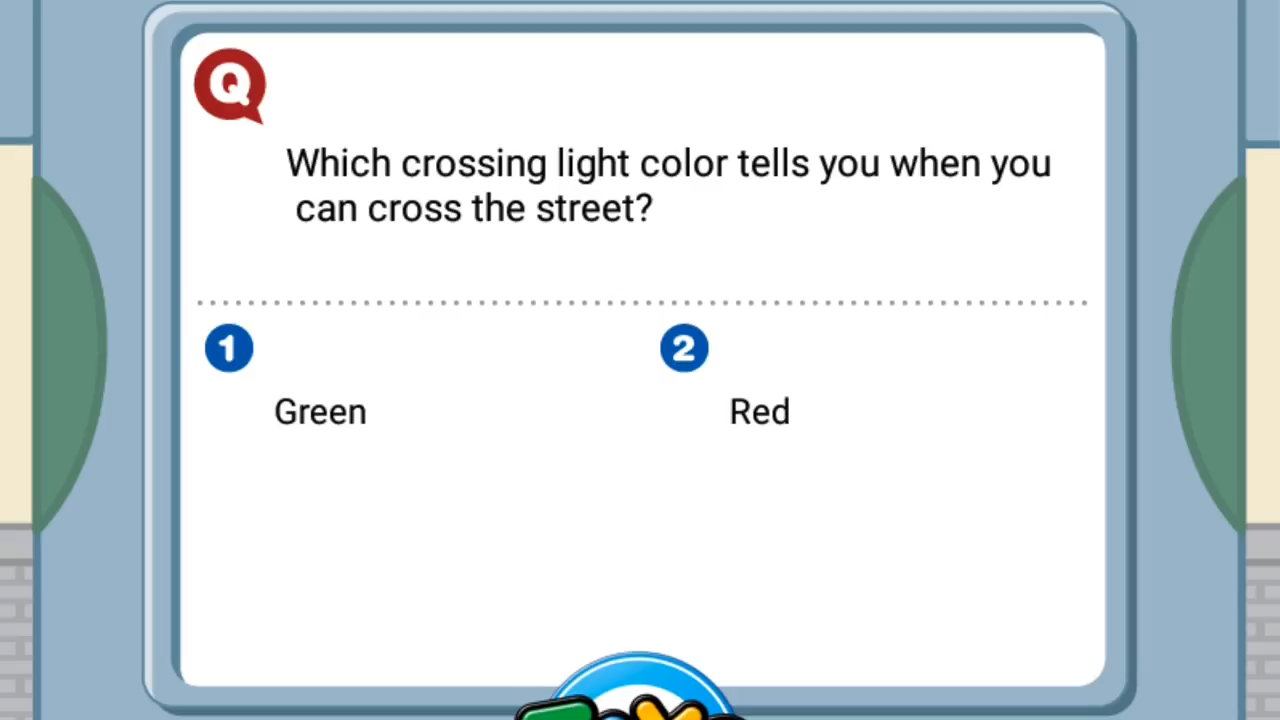 Q
Which crossing light color tells you when you
can cross the street?
1
2
Green
Red